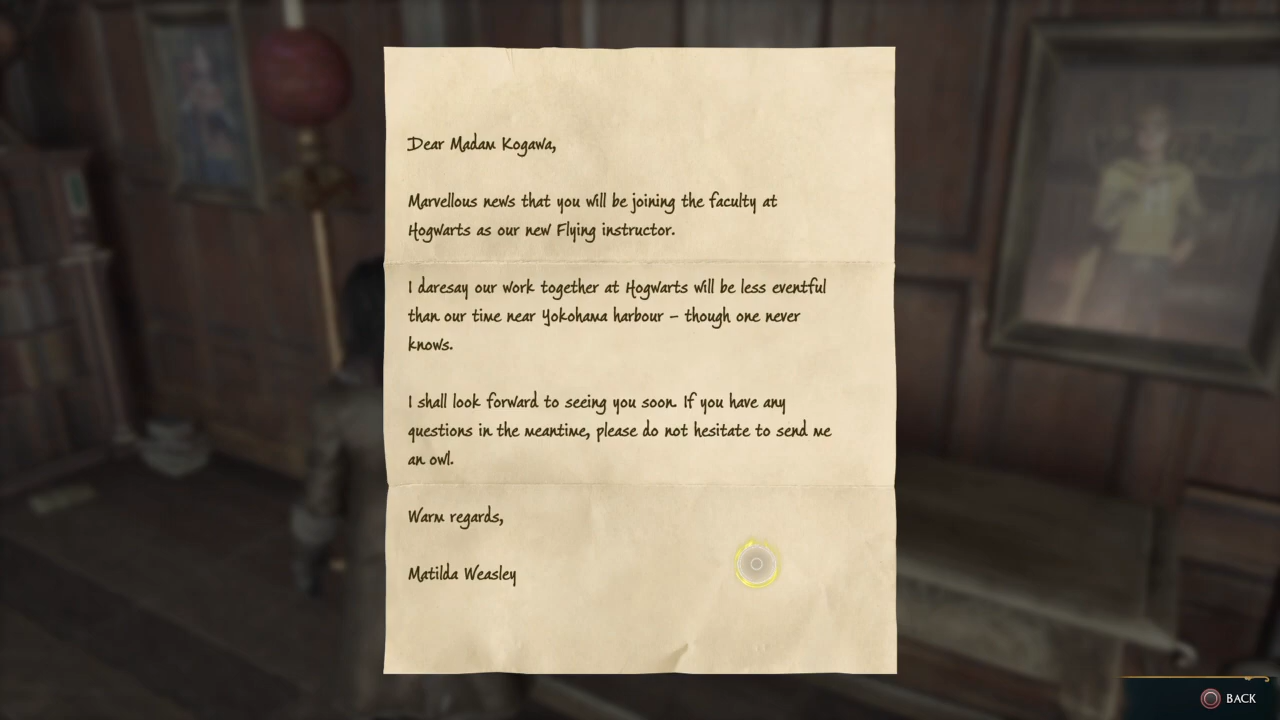 Dear Madam Kogawa,
Marvellous news that you will be joining the faculty at
Hogwarts as our new Flying instructor.
I daresay our work together at Hogwarts will be less eventful
than our time near Yokohama harbour – though one never
knows.
I shall look forward to seeing you soon. If you have any
questions in the meantime, please do not hesitate to send me
an owl.
Warm regards,
Matilda Weasley
BACK